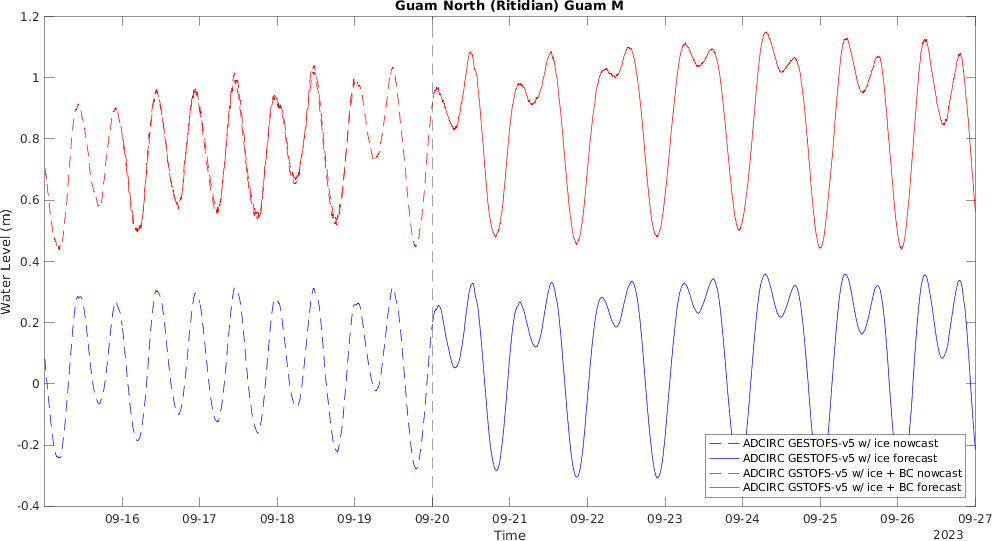 Guam North (Ritidian) Guam M
1.2
1
0.8
0.6
0.4
0.2
0
-0.2
-0.4
Water Level (m)
ADCIRC GESTOFS-v5 w/ ice nowcast
ADCIRC GESTOFS-v5 w/ ice forecast
ADCIRC GSTOFS-v5 w/ ice + BC nowcast
ADCIRC GSTOFS-v5 w/ ice + BC forecast
09-16 09-17 09-18 09-19 09-20 09-21 09-22 09-23 09-24 09-25 09-26 09-27
Time
2023